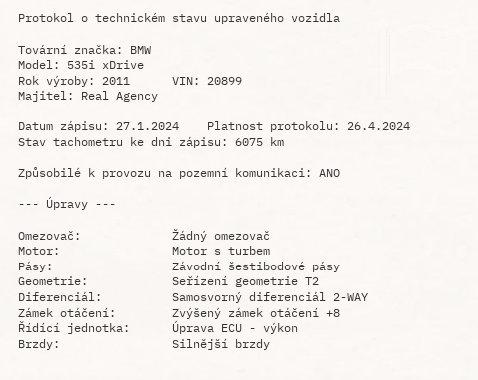 Protokol o technickém stavu upraveného vozidla
Tovární značka: BMW
Model: 535i xDrive
Rok výroby: 2011 VIN: 20899
Majitel: Real Agency
Datum zápisu: 27.1.2024 Platnost protokolu: 26.4.2024
Stav tachometru ke dni zápisu: 6075 km
Způsobilé k provozu na pozemní komunikaci: ANO
--- Úpravy ---
Omezovač: Žádný omezovač
Motor: Motor s turbem
Pásy: Závodní šestibodové pásy
Geometrie: Seřízení geometrie T2
Diferenciál: Samosvorný diferenciál 2-WAY
Zámek otáčení: Zvýšený zámek otáčení +8
Řídící jednotka: Úprava ECU - výkon
Brzdy: Silnější brzdy